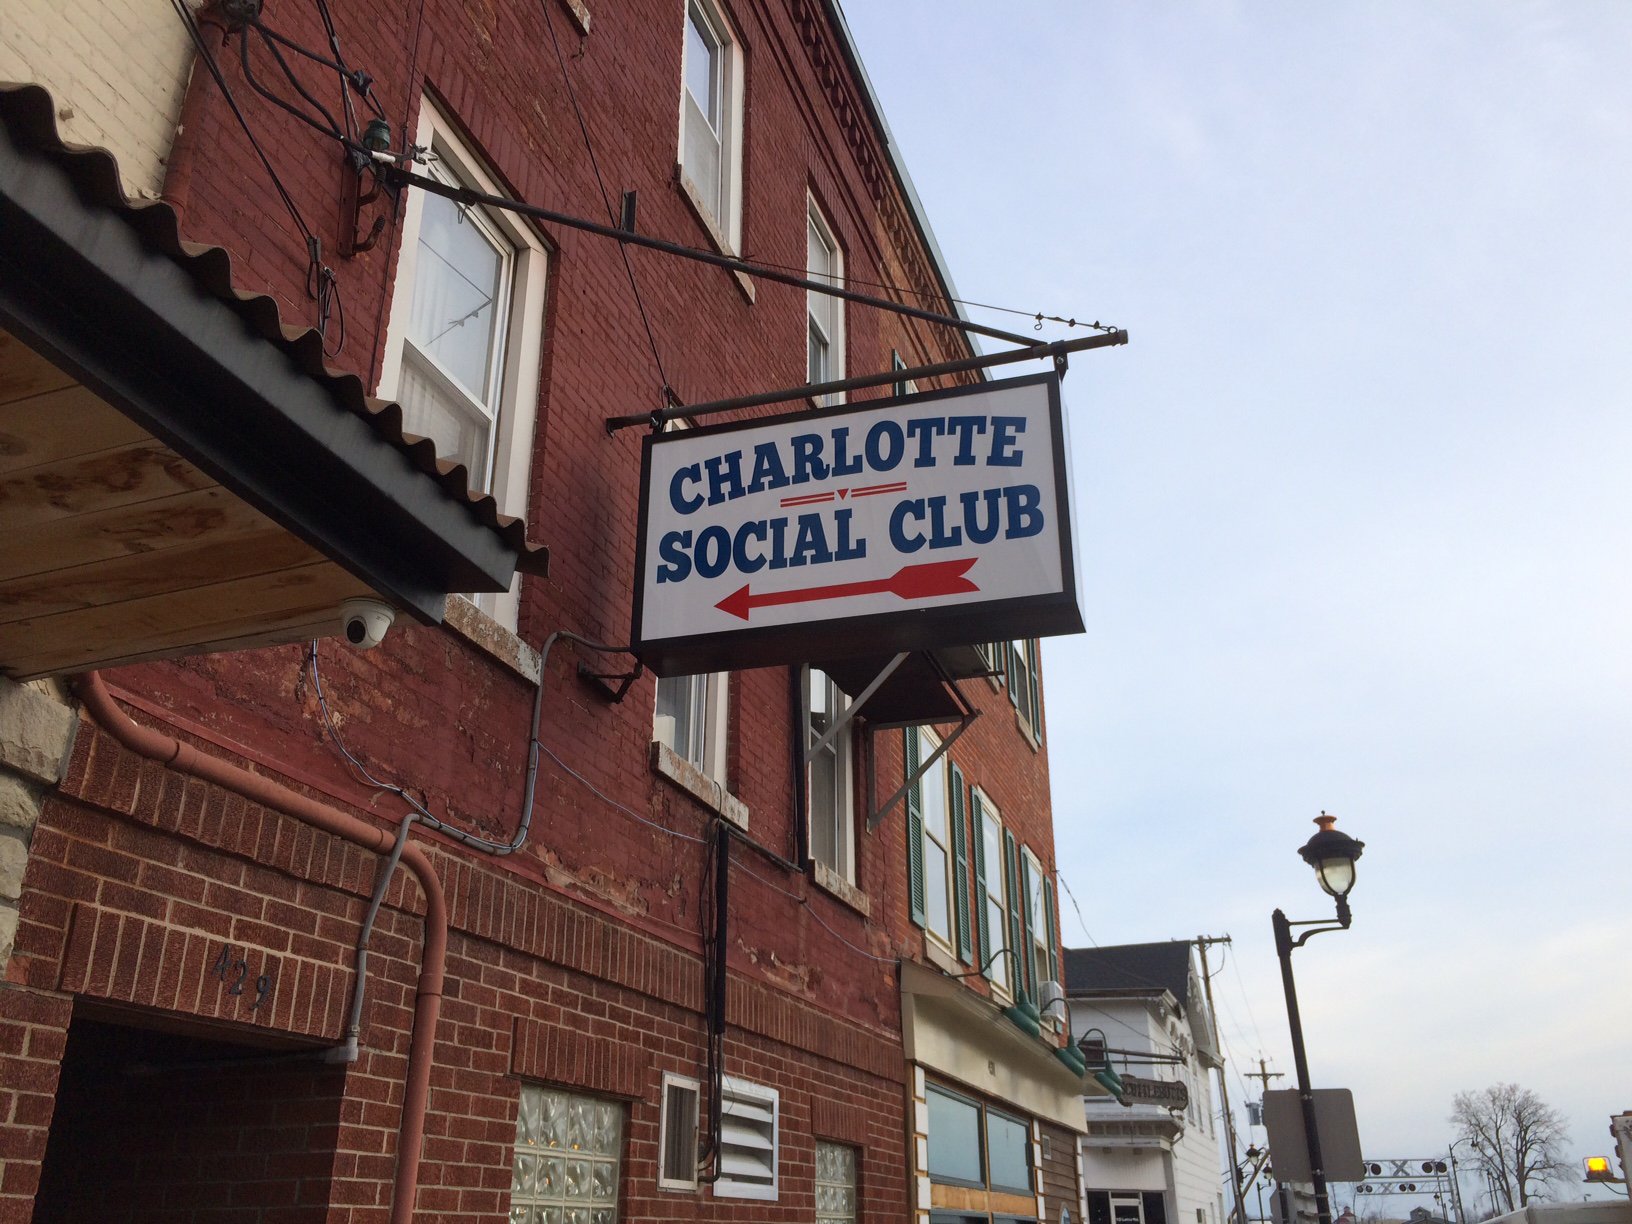 CHARLOTTE
SOCIAL CLUB
429